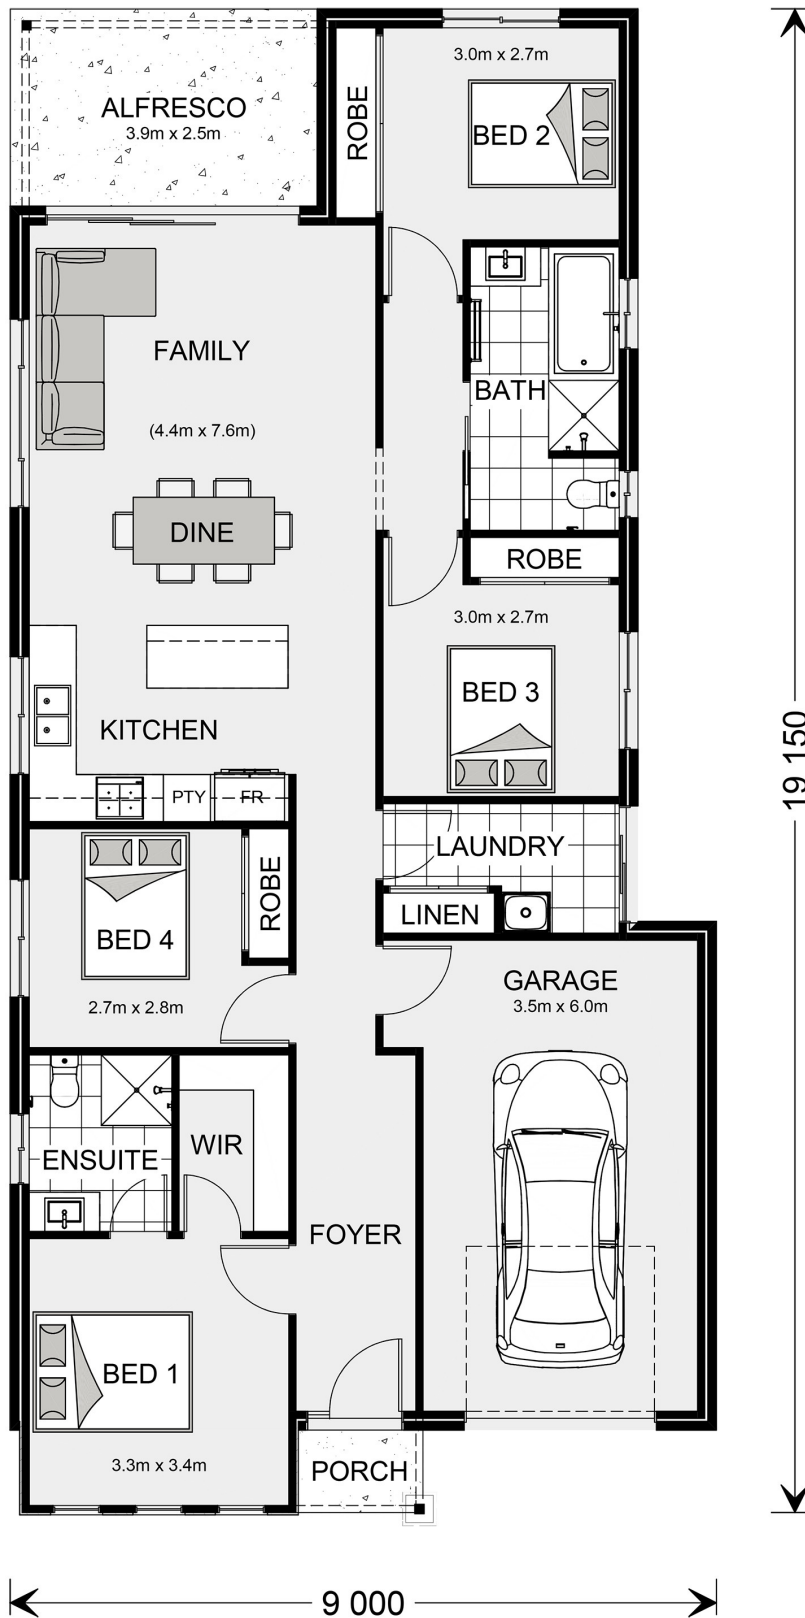 3.0m x 2.7m
ALFRESCO
3.9m x 2.5m
ROBE
BED 2
FAMILY
(4.4m x 7.6m)
BATH
DINE
ROBE
3.0m x 2.7m
BED 3
KITCHEN
PTY
FR
19 150
LAUNDRY
LINEN
ROBE
BED 4
2.7m x 2.8m
GARAGE
3.5m x 6.0m
ENSUITE
WIR
FOYER
BED 1
3.3m x 3.4m
PORCH
9 000